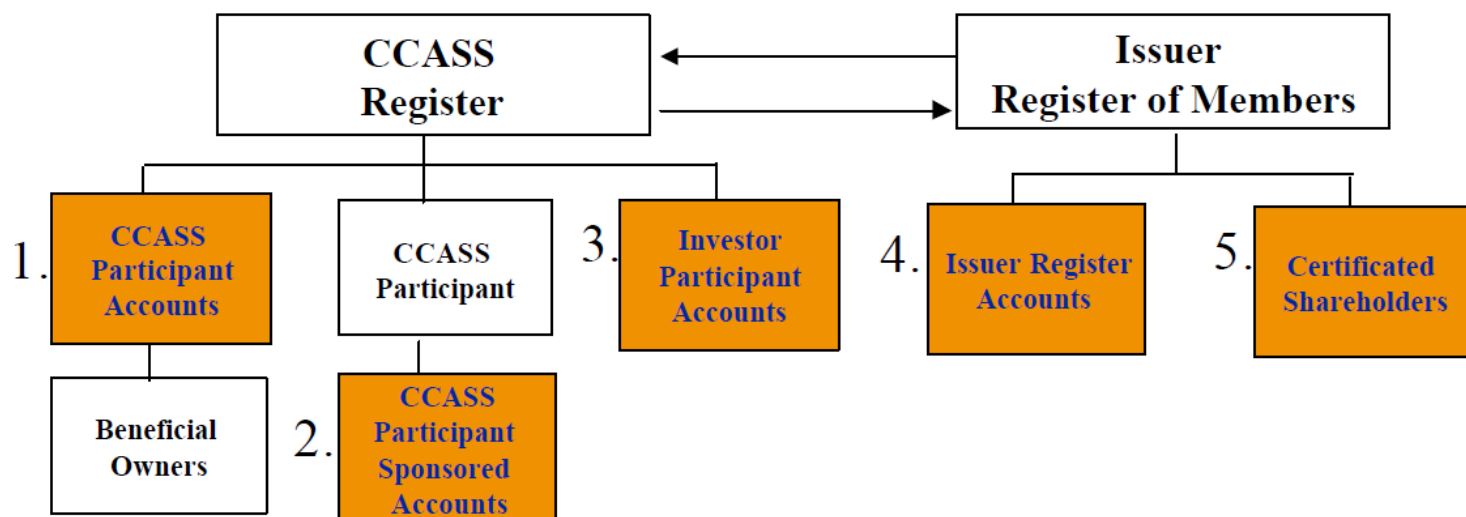 CCASS
Register
Issuer
Register of Members
1.
CCASS
Participant
Accounts
CCASS
Participant
3.
Investor
Participant
Accounts
4.
Issuer Register
Accounts
5.
Certificated
Shareholders
Beneficial
Owners
2.
CCASS
Participant
Sponsored
Accounts